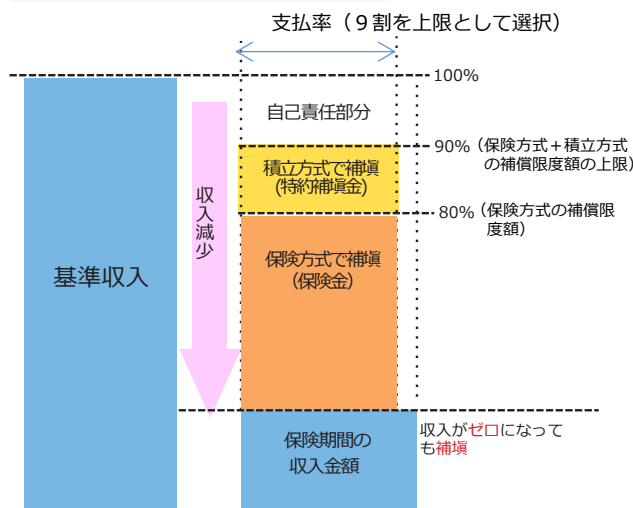 支払率（９割を上限として選択）
100%
自己責任部分
90%（保険方式＋積立方式
の補償限度額の上限）
積立方式で補塡
(特約補塡金)
80%（保険方式の補償限
度額）
収入減少
基準収入
保険方式で補塡
(保険金)
収入がゼロになって
も補塡
保険期間の
収入金額